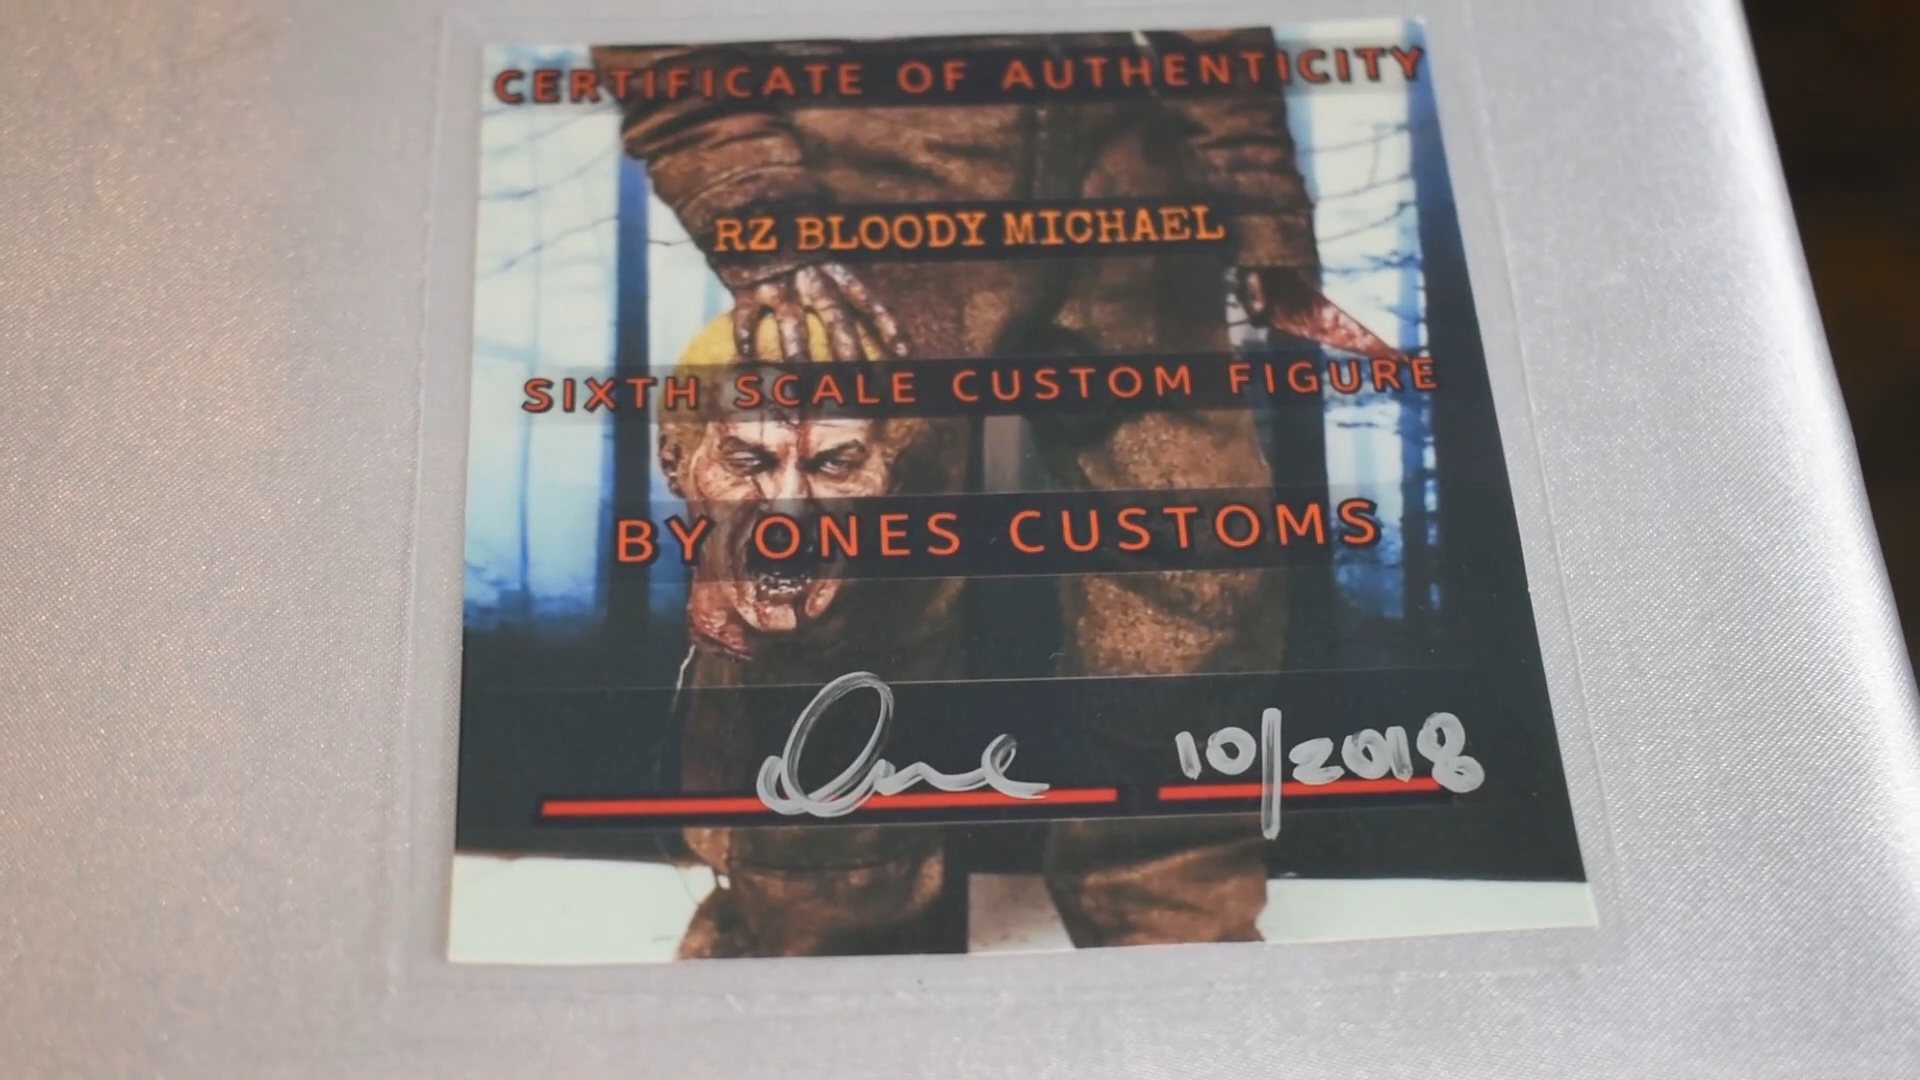 CERTIFICATE OF AUTHENTICITY
RZ BLOODY MICHAEL
SIXTH SCALE CUSTOM FIGURE
BY ONES CUSTOMS
One 10/2018